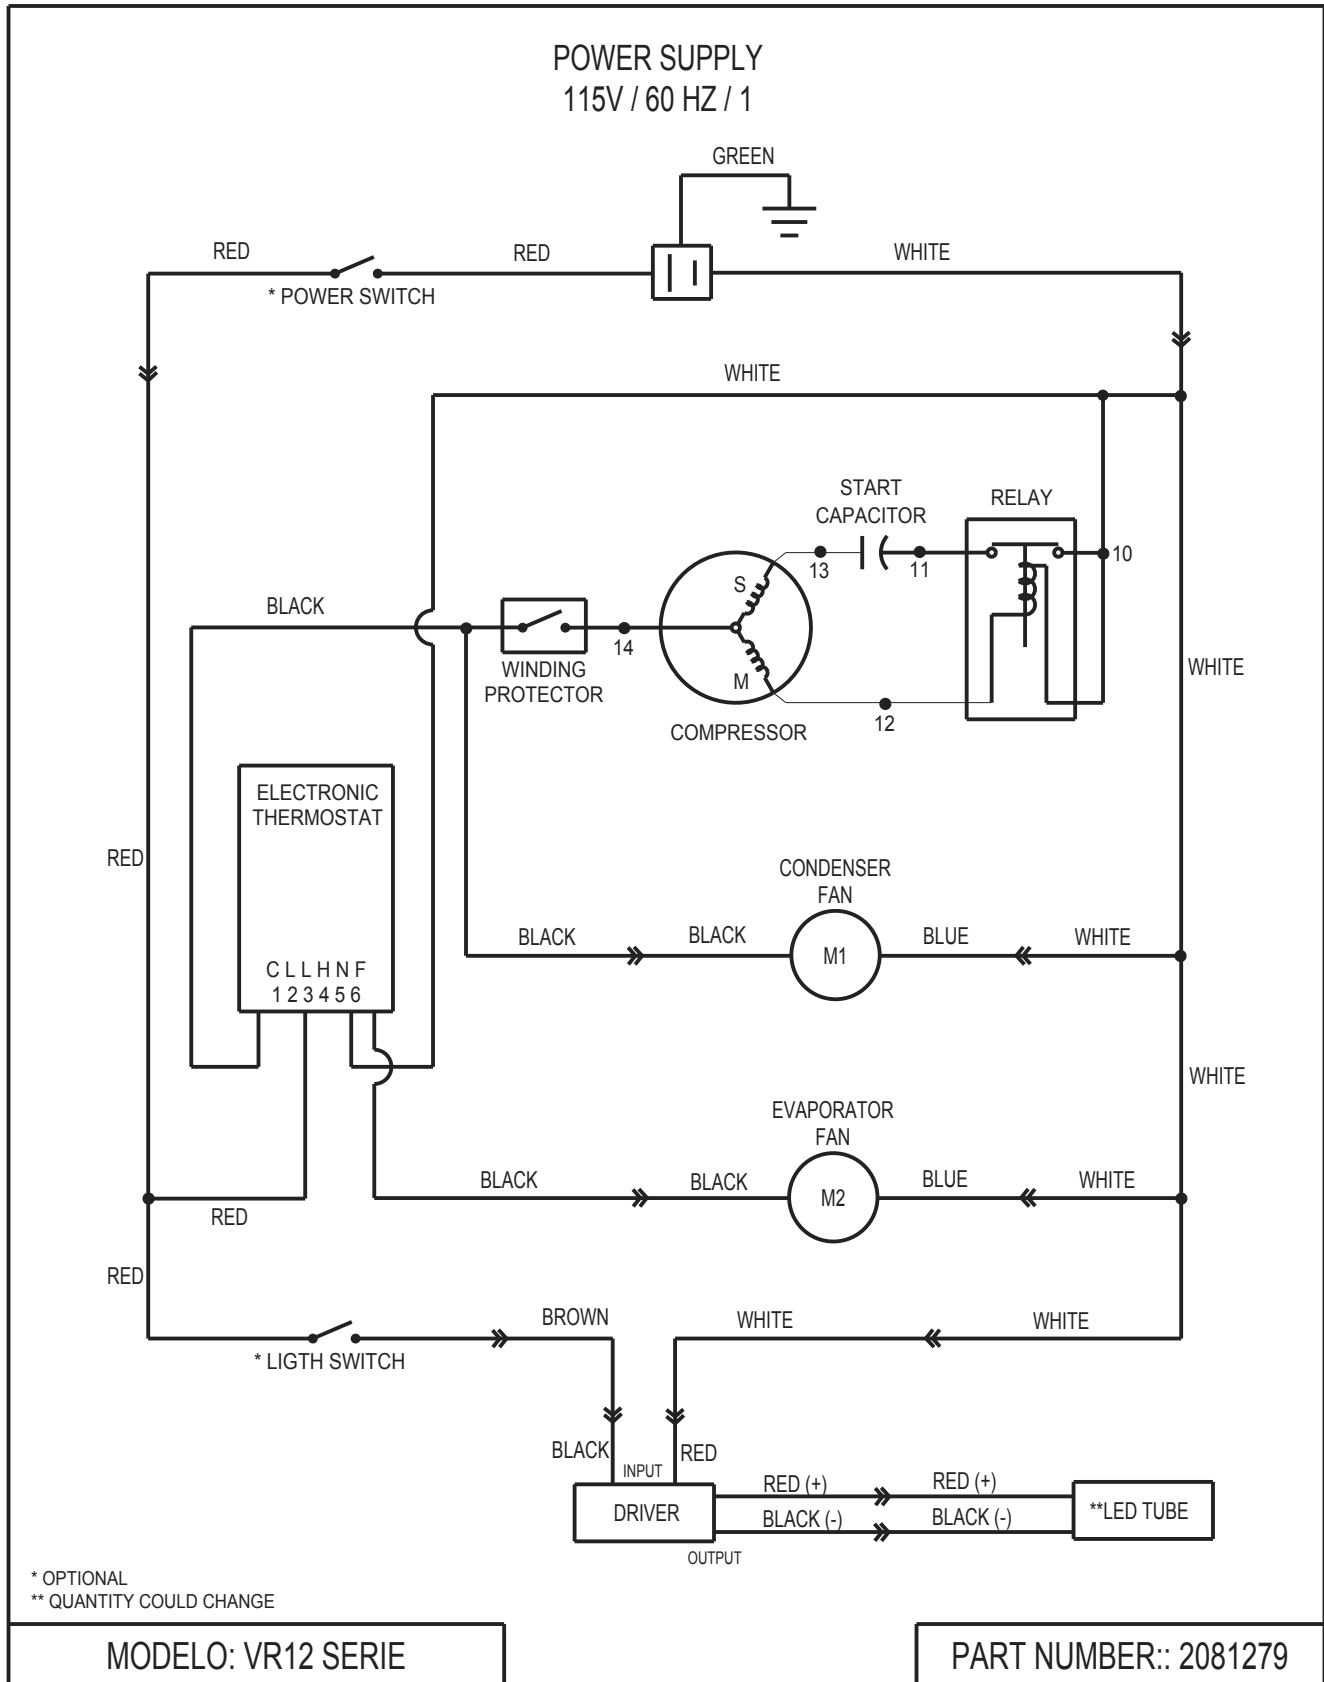 POWER SUPPLY
115V / 60 HZ / 1
GREEN
RED
RED
WHITE
* POWER SWITCH
WHITE
START
CAPACITOR
RELAY
13
11
10
S
BLACK
14
WINDING
PROTECTOR
M
12
COMPRESSOR
WHITE
ELECTRONIC
THERMOSTAT
RED
CONDENSER
FAN
BLACK
BLACK
M1
BLUE
WHITE
C L L H N F
1 2 3 4 5 6
WHITE
EVAPORATOR
FAN
BLACK
BLACK
M2
BLUE
WHITE
RED
RED
BROWN
WHITE
WHITE
* LIGTH SWITCH
BLACK
INPUT
RED
DRIVER
RED (+)
RED (+)
BLACK (-)
BLACK (-)
**LED TUBE
OUTPUT
* OPTIONAL
** QUANTITY COULD CHANGE
MODELO: VR12 SERIE
PART NUMBER:: 2081279